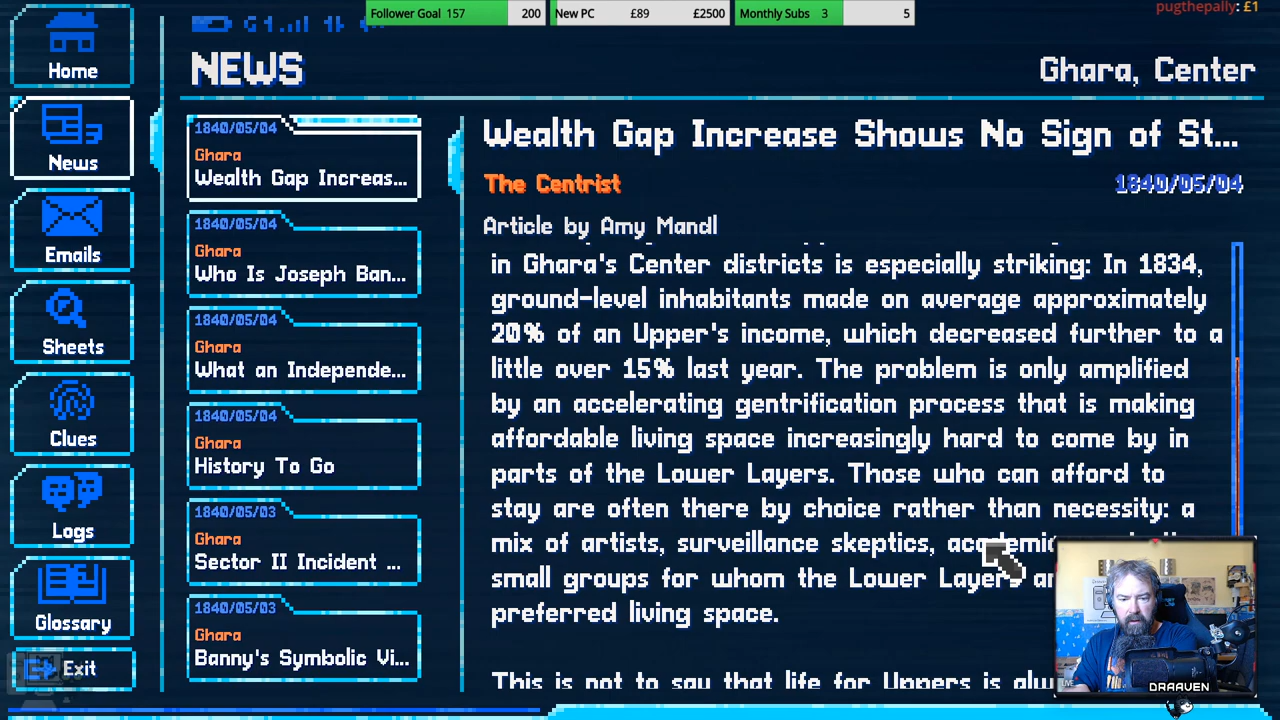 Follower Goal 157 200
New PC £89 £2500
Monthly Subs 3 5
pugthepally: £1
Home
News
Emails
Sheets
Clues
Logs
Glossary
Exit
NEWS
Ghara, Center
1840/05/04
Ghara
Wealth Gap Increas...
1840/05/04
Ghara
Who Is Joseph Ban...
1840/05/04
Ghara
What an Independe...
1840/05/04
Ghara
History To Go
1840/05/03
Ghara
Sector II Incident ...
1840/05/03
Ghara
Banny's Symbolic Vi...
Wealth Gap Increase Shows No Sign of St...
The Centrist
1840/05/04
Article by Amy Mandl
in Ghara's Center districts is especially striking: In 1834,
ground-level inhabitants made on average approximately
20% of an Upper's income, which decreased further to a
little over 15% last year. The problem is only amplified
by an accelerating gentrification process that is making
affordable living space increasingly hard to come by in
parts of the Lower Layers. Those who can afford to
stay are often there by choice rather than necessity: a
mix of artists, surveillance skeptics,
small groups for whom the Lower Layers
preferred living space.
This is not to say that life for Uppers is
DRAAVEN